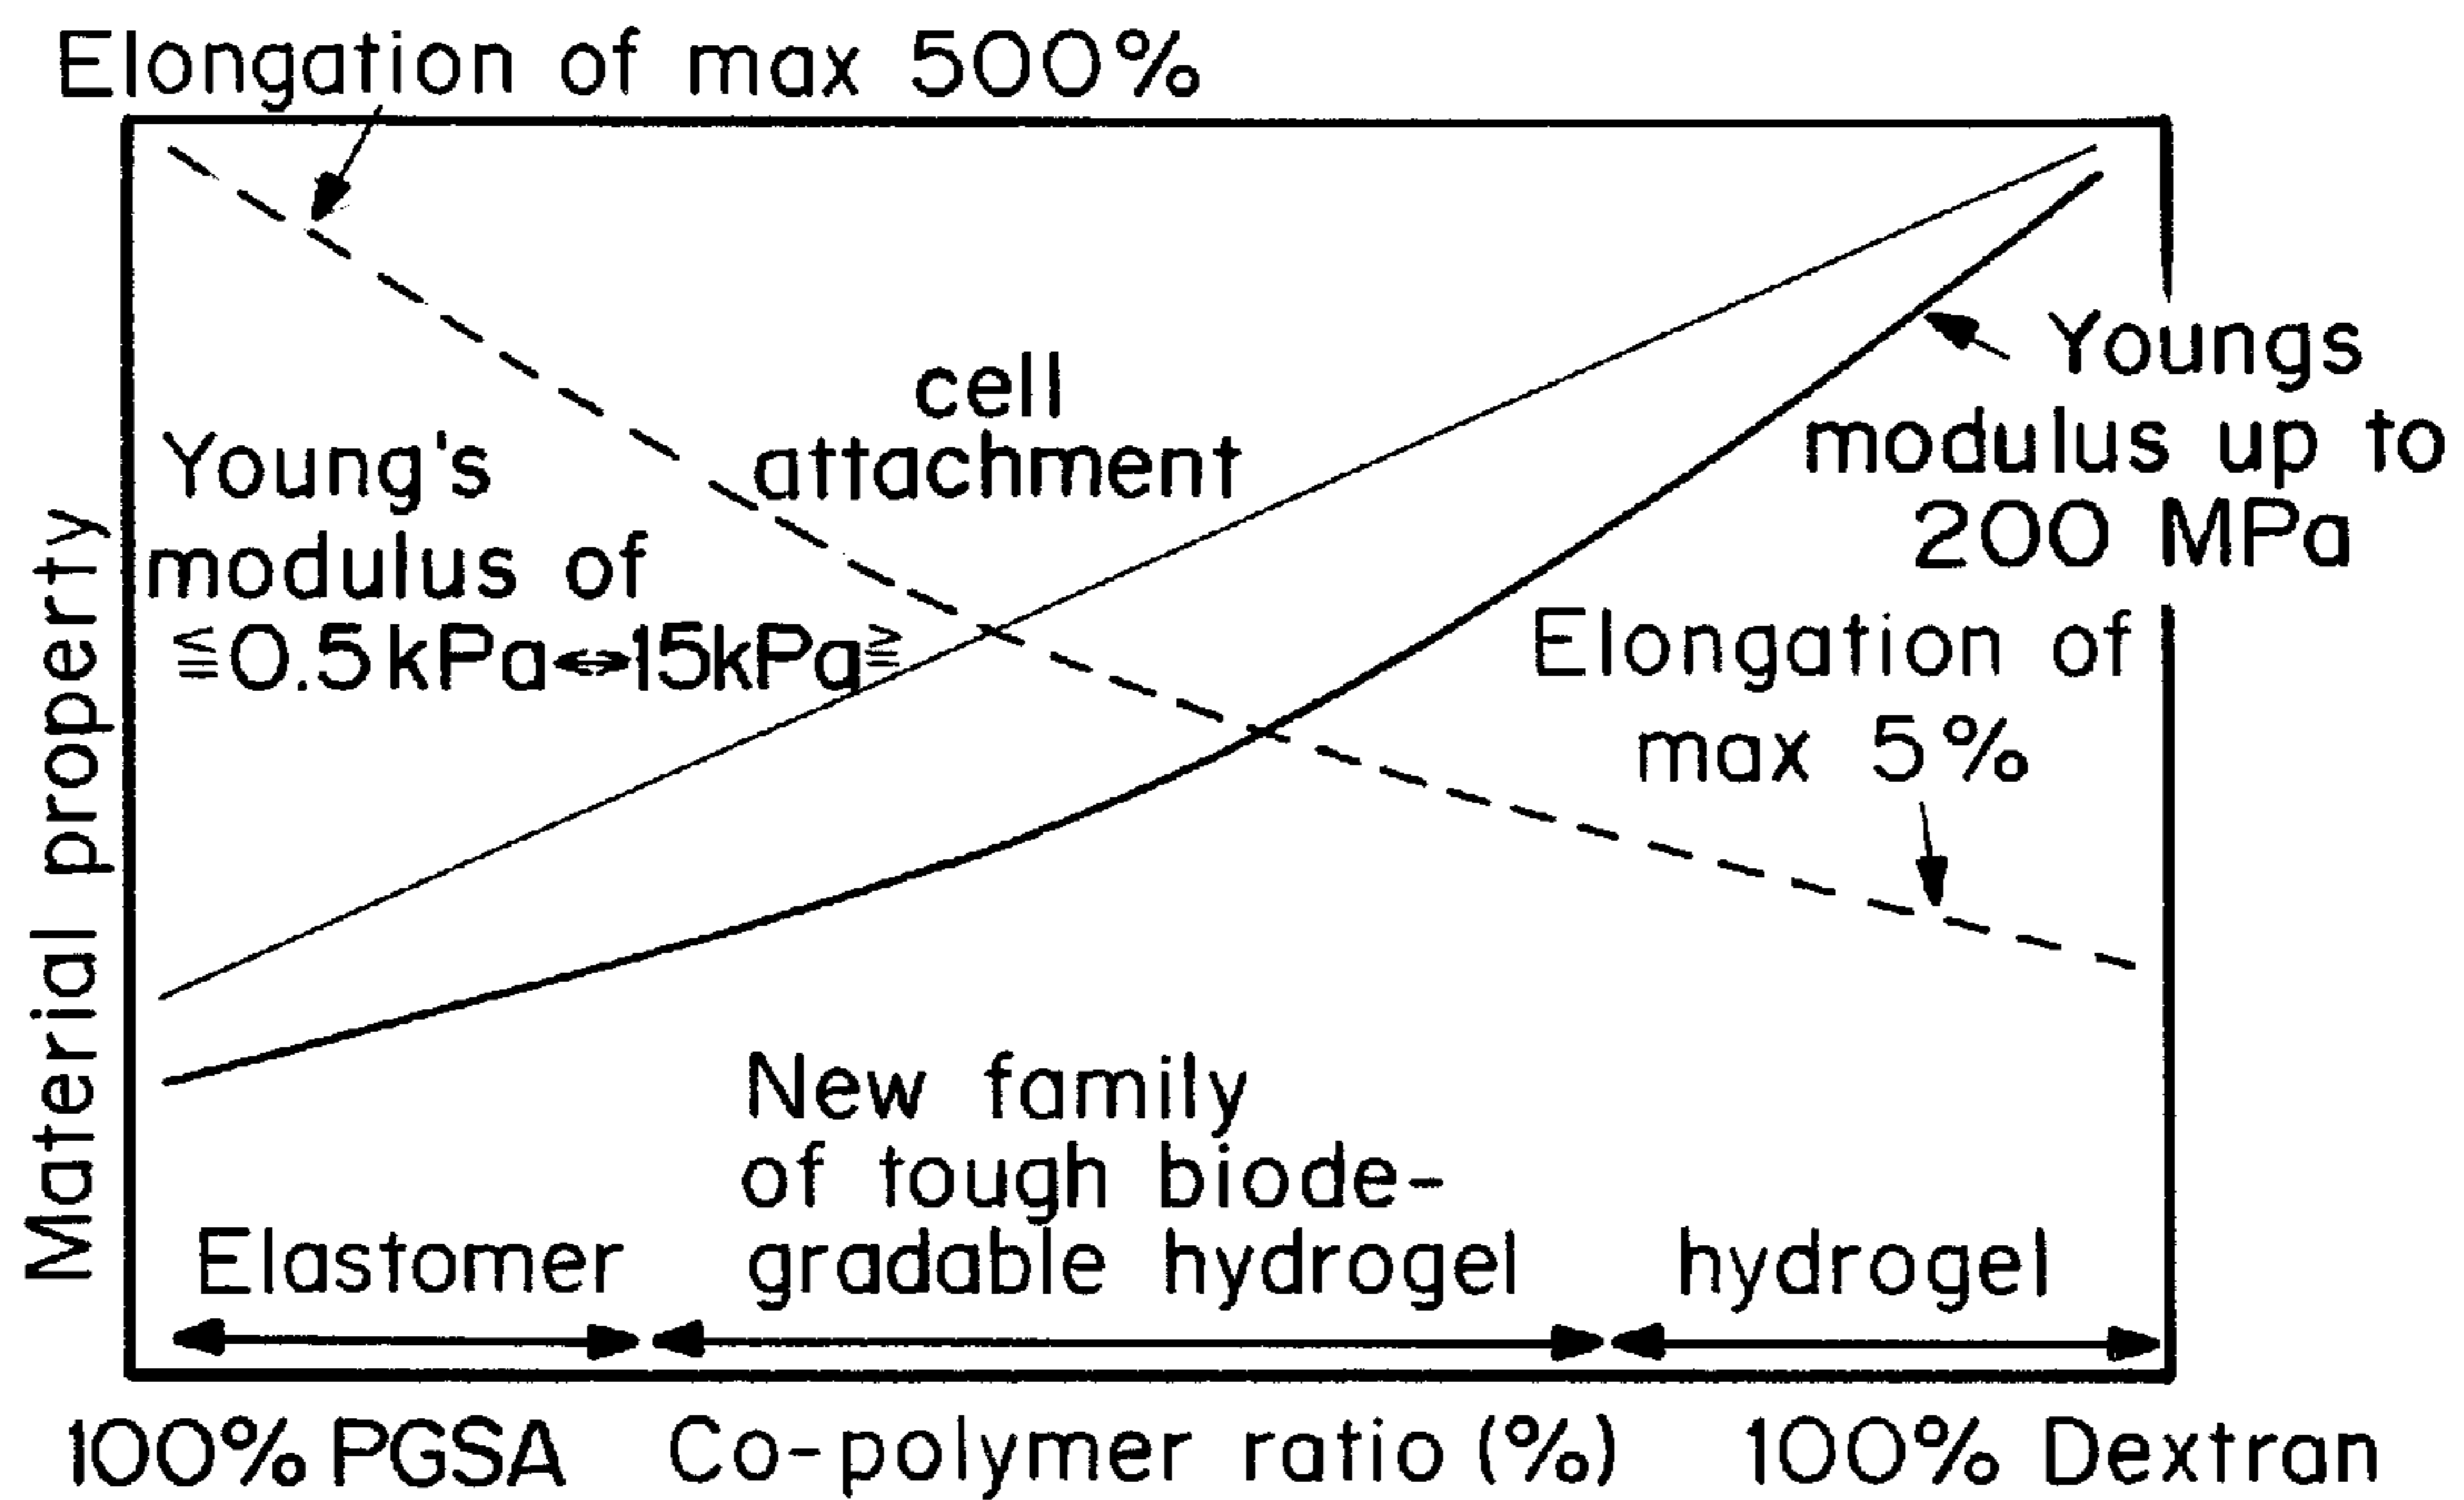 Elongation of max 500%
cell
attachment
Young's
modulus of
≦0.5kPa⇔15kPa≧
Youngs
modulus up to
200 MPa
Elongation of
max 5%
Material property
New family
of tough biode-
gradable hydrogel
Elastomer
hydrogel
100% PGSA
Co-polymer ratio (%)
100% Dextran